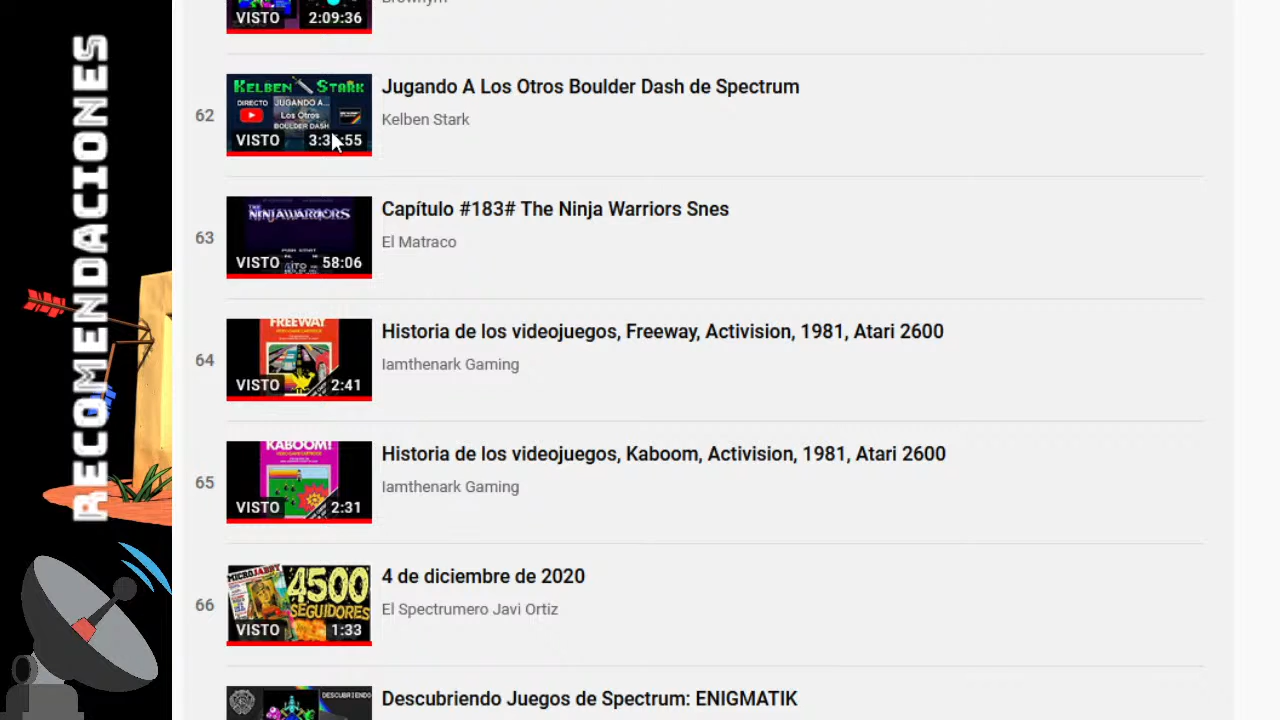 RECOMENDACIONES
VISTO 2:09:36
62
KELBEN STARK
DIRECTO
JUGANDO A...
Los Otros
BOULDER DASH
VISTO
Jugando A Los Otros Boulder Dash de Spectrum
Kelben Stark
63
THE
NINJAWARRIORS
VISTO 58:06
Capítulo #183# The Ninja Warriors Snes
El Matraco
64
FREEWAY
VISTO 2:41
Historia de los videojuegos, Freeway, Activision, 1981, Atari 2600
Iamthenark Gaming
65
KABOOM!
VISTO 2:31
Historia de los videojuegos, Kaboom, Activision, 1981, Atari 2600
Iamthenark Gaming
66
MICROJABBY
4500
SEGUIDORES
VISTO 1:33
4 de diciembre de 2020
El Spectrumero Javi Ortiz
DESCUBRIENDO
Descubriendo Juegos de Spectrum: ENIGMATIK